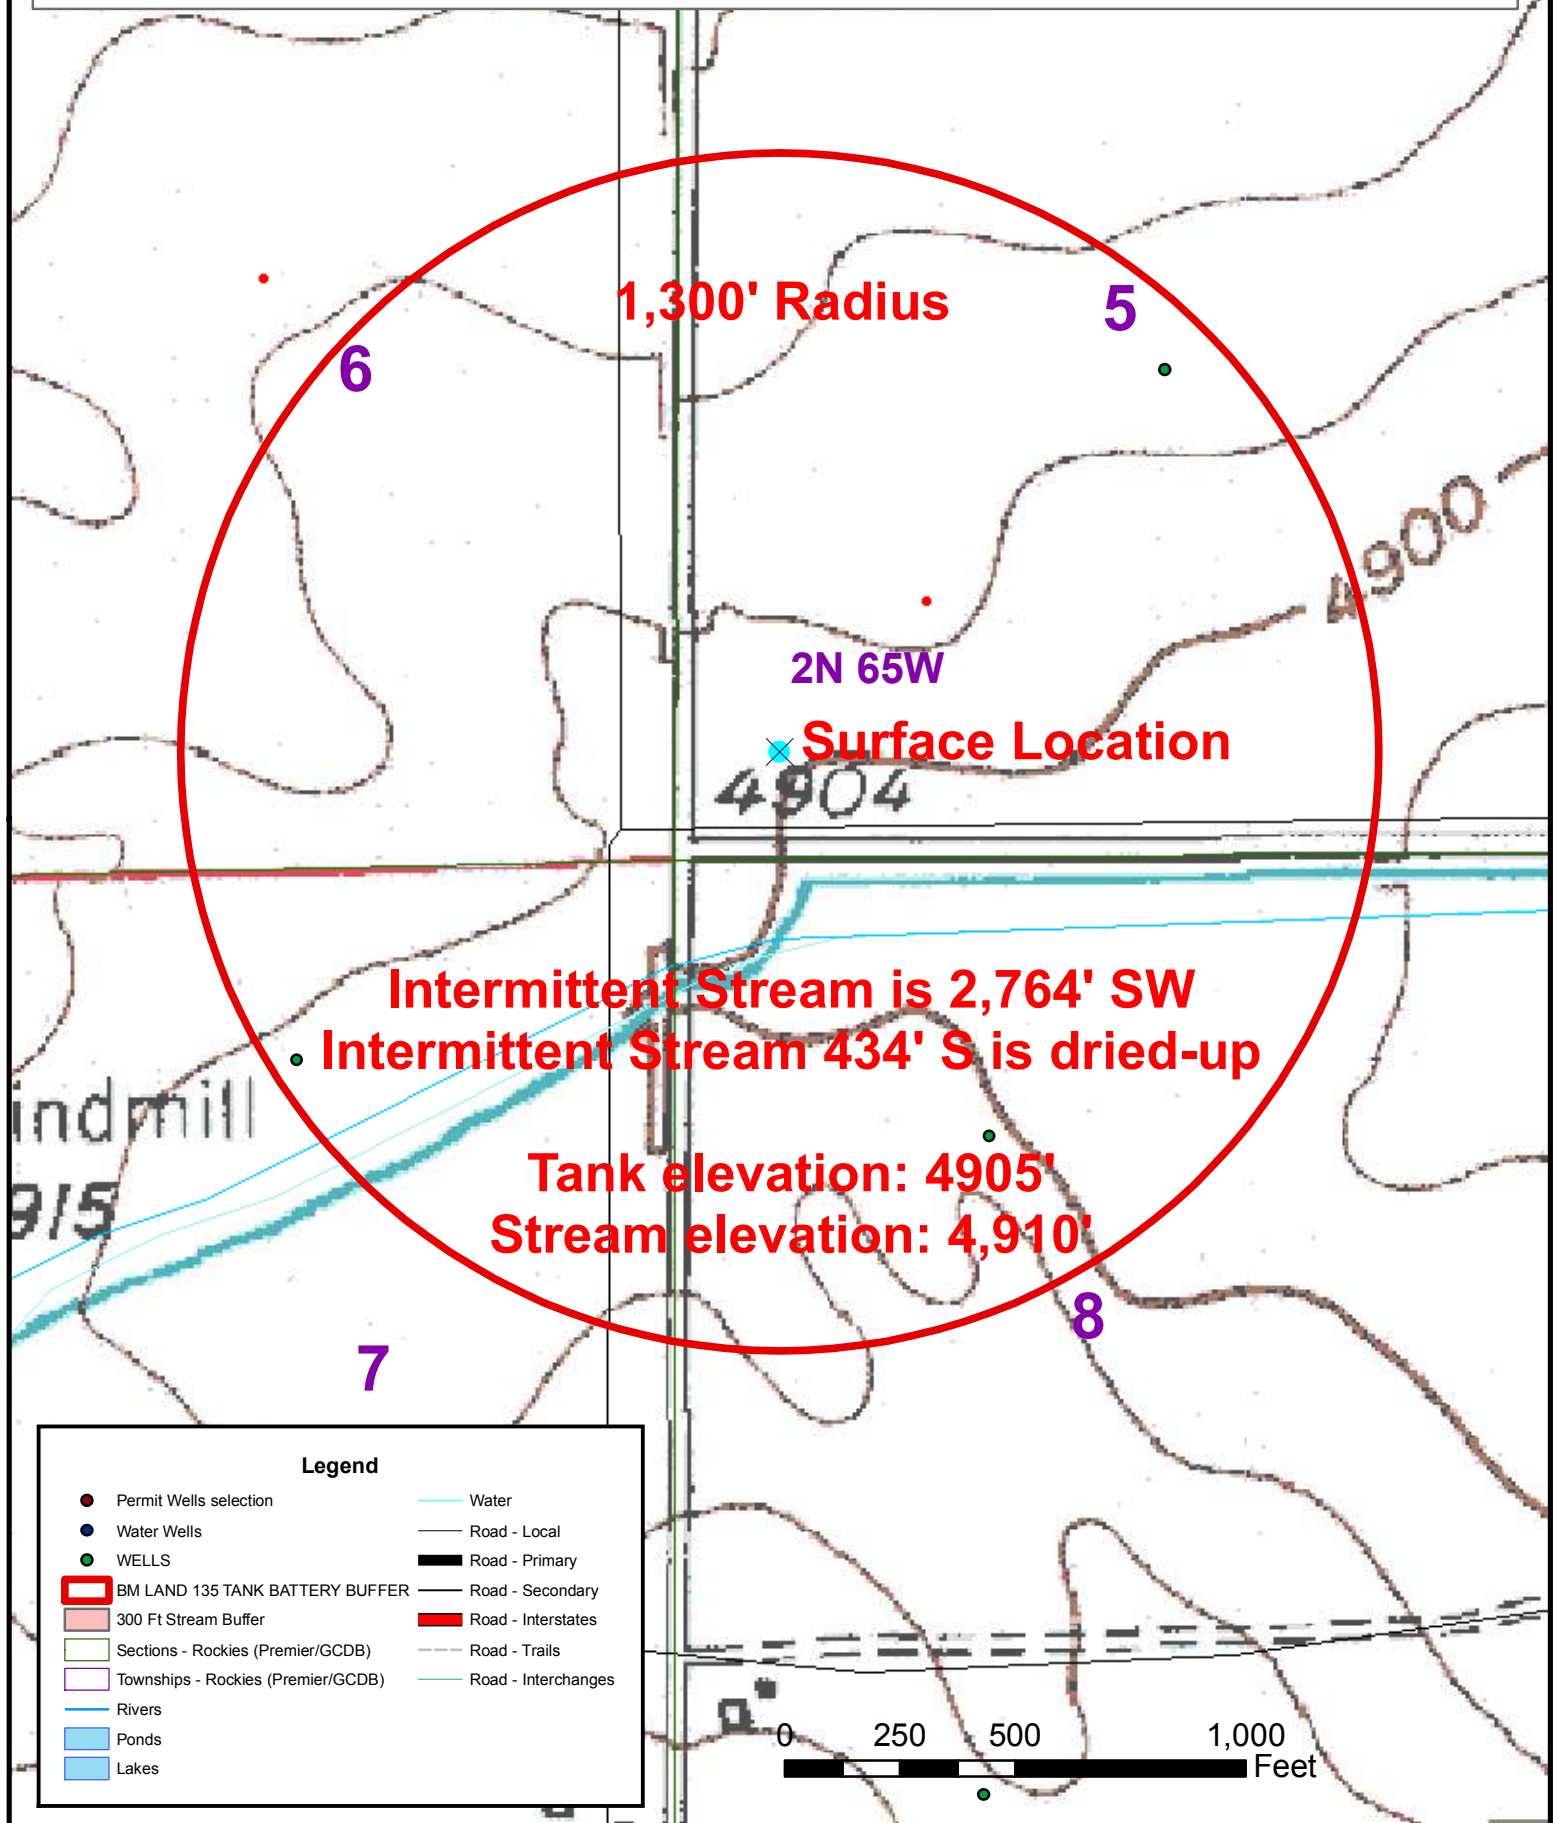 1,300' Radius
5
6
4900
2N 65W
Surface Location
4904
Intermittent Stream is 2,764' SW
Intermittent Stream 434' S is dried-up
indmill
915
Tank elevation: 4905'
Stream elevation: 4,910'
8
7
Legend
Permit Wells selection
Water Wells
WELLS
BM LAND 135 TANK BATTERY BUFFER
300 Ft Stream Buffer
Sections - Rockies (Premier/GCDB)
Townships - Rockies (Premier/GCDB)
Rivers
Ponds
Lakes
Water
Road - Local
Road - Primary
Road - Secondary
Road - Interstates
Road - Trails
Road - Interchanges
0 250 500 1,000
Feet